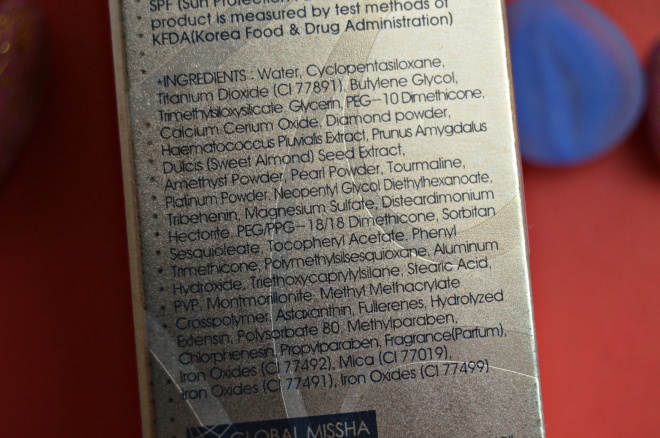 SPF (Sun Protection
product is measured by test methods of
KFDA(Korea Food & Drug Administration)
*INGREDIENTS : Water, Cyclopentasiloxane,
Titanium Dioxide (CI 77891), Butylene Glycol,
Trimethylsiloxysilicate, Glycerin, PEG-10 Dimethicone,
Calcium Cerium Oxide, Diamond powder,
Haematococcus Pluvialis Extract, Prunus Amygdalus
Dulcis (Sweet Almond) Seed Extract,
Amethyst Powder, Pearl Powder, Tourmaline,
Platinum Powder, Neopentyl Glycol Diethylhexanoate,
Tribehenin, Magnesium Sulfate, Disteardimonium
Hectorite, PEG/PPG-18/18 Dimethicone, Sorbitan
Sesquioleate, Tocopheryl Acetate, Phenyl
Trimethicone, Polymethylsilsesquioxane, Aluminum
Hydroxide, Triethoxycaprylylsilane, Stearic Acid,
PVP, Montmorillonite, Methyl Methacrylate
Crosspolymer, Astaxanthin, Fullerenes, Hydrolyzed
Extensin, Polysorbate 80, Methylparaben,
Chlorphenesin, Propylparaben, Fragrance(Parfum),
Iron Oxides (CI 77492), Mica (CI 77019),
Iron Oxides (CI 77491), Iron Oxides (CI 77499)
GLOBAL MISSHA